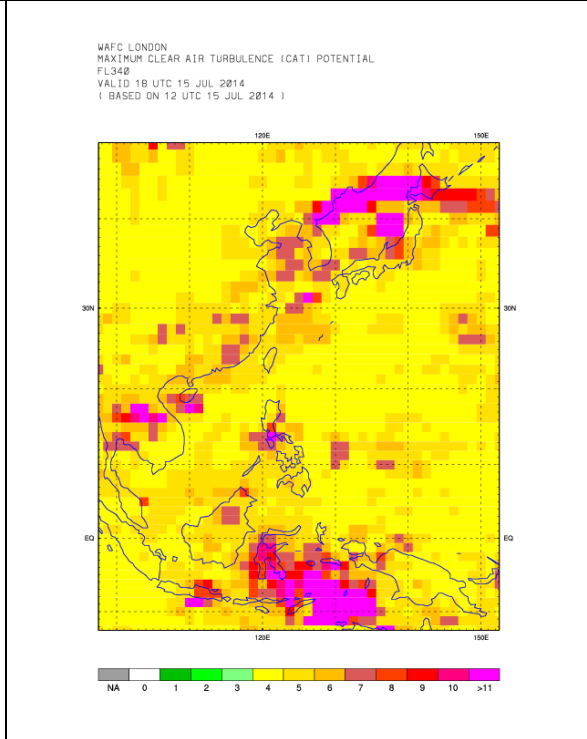 WAFC LONDON
MAXIMUM CLEAR AIR TURBULENCE (CAT) POTENTIAL
FL340
VALID 18 UTC 15 JUL 2014
( BASED ON 12 UTC 15 JUL 2014 )
120E 150E
30N 30N
EQ EQ
120E 150E
NA 0 1 2 3 4 5 6 7 8 9 10 >11